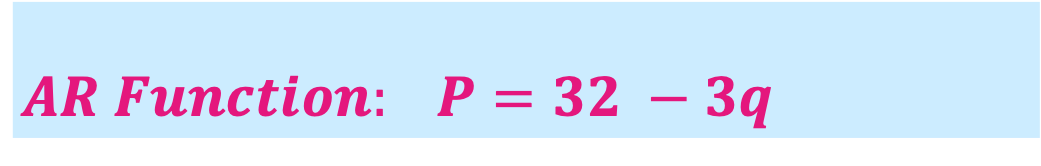 AR Function: P = 32 − 3q